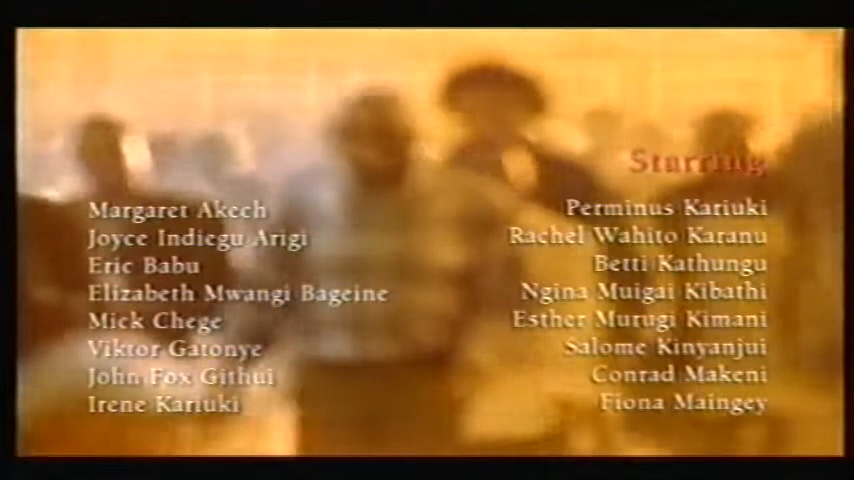 Starring
Margaret Akech
Joyce Indiegu Arigi
Eric Babu
Elizabeth Mwangi Bageine
Mick Chege
Viktor Gatonye
John Fox Githui
Irene Kariuki
Perminus Kariuki
Rachel Wahito Karanu
Betti Kathungu
Ngina Muigai Kibathi
Esther Murugi Kimani
Salome Kinyanjui
Conrad Makeni
Fiona Maingey